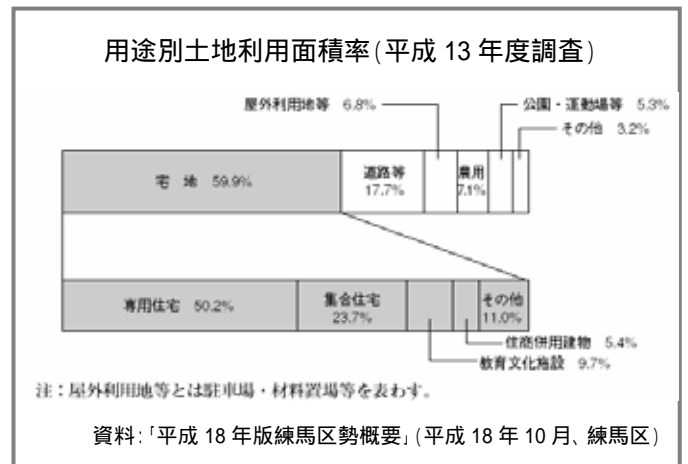 用途別土地利用面積率(平成 13 年度調査)
屋外利用地等 6.8%
公園・運動場等 5.3%
その他 3.2%
宅 地 59.9%
道路等
17.7%
農用
7.1%
専用住宅 50.2%
集合住宅
23.7%
その他
11.0%
住商併用建物 5.4%
教育文化施設 9.7%
注:屋外利用地等とは駐車場・材料置場等を表わす。
資料:「平成 18 年版練馬区勢概要」(平成 18 年 10 月、練馬区)